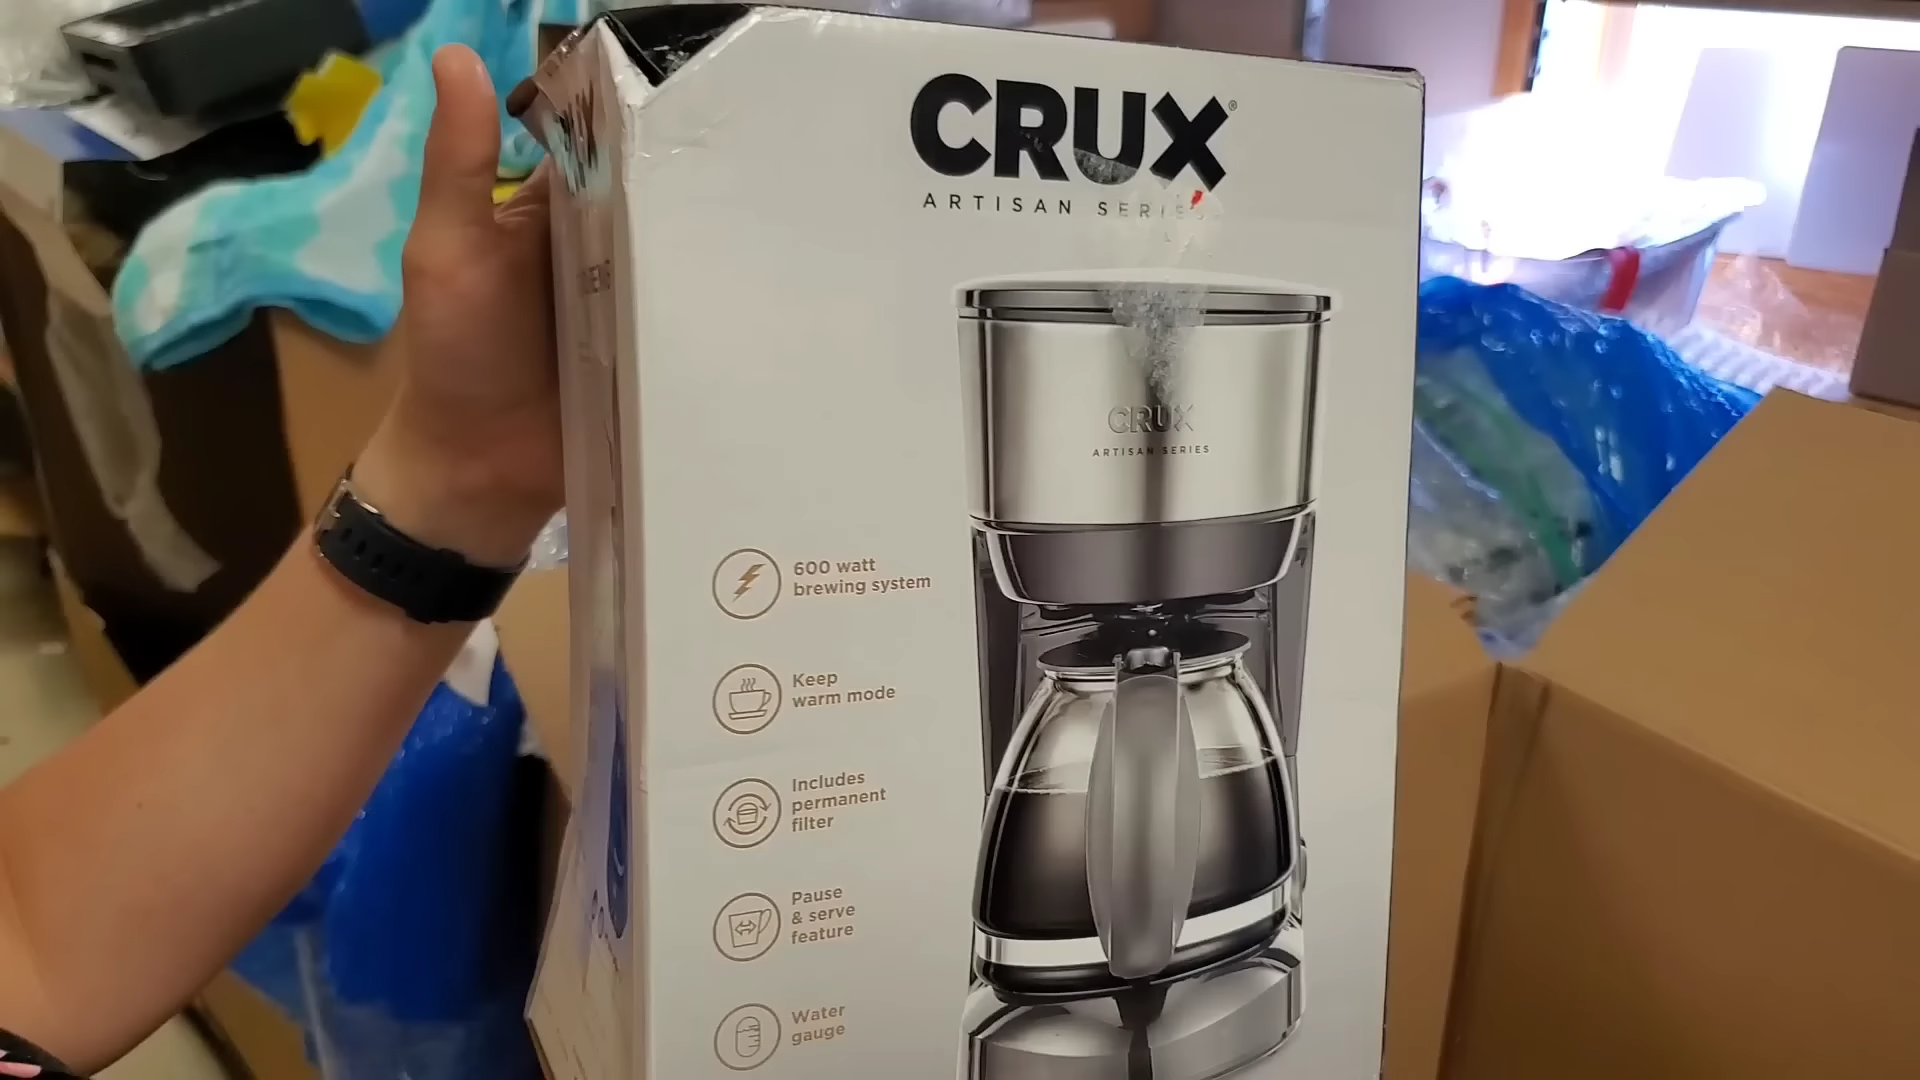 CRUX®
ARTISAN SERIES
CRUX
ARTISAN SERIES
600 watt
brewing system
Keep
warm mode
Includes
permanent
filter
Pause
& serve
feature
Water
gauge